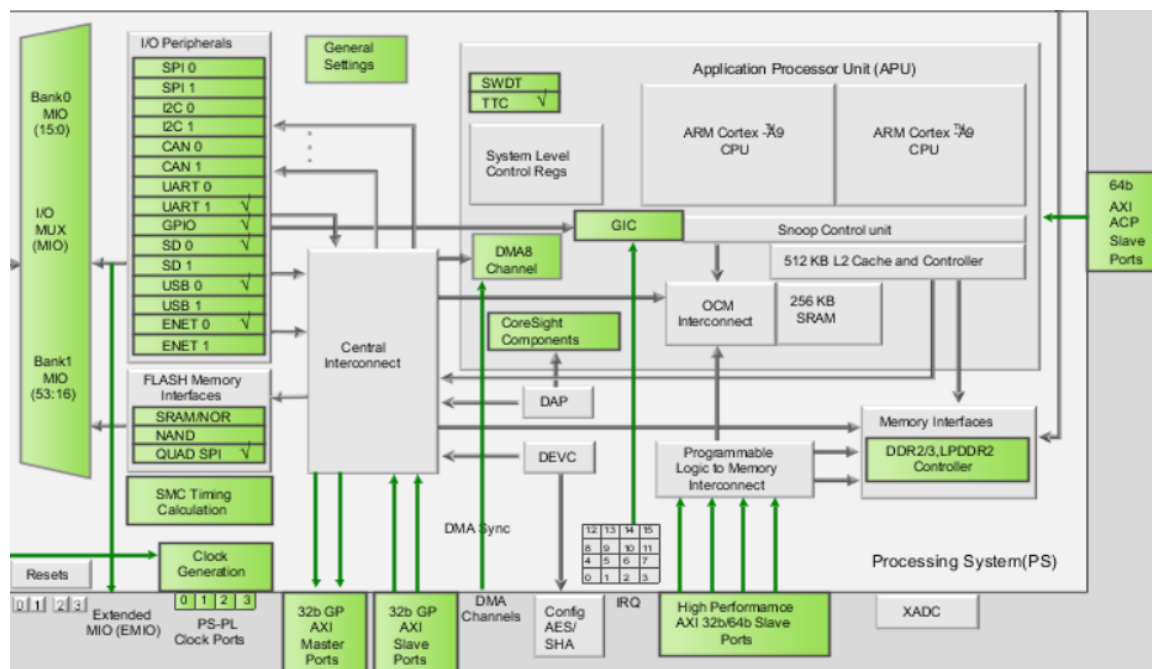 I/O Peripherals
SPI 0
SPI 1
I2C 0
I2C 1
CAN 0
CAN 1
UART 0
UART 1 √
GPIO √
SD 0 √
SD 1
USB 0 √
USB 1
ENET 0 √
ENET 1
Bank0
MIO
(15:0)
I/O
MUX
(MIO)
Bank1
MIO
(53:16)
FLASH Memory
Interfaces
SRAM/NOR
NAND
QUAD SPI √
SMC Timing
Calculation
General
Settings
Central
Interconnect
Application Processor Unit (APU)
SWDT
TTC √
System Level
Control Regs
ARM Cortex -A9
CPU
ARM Cortex -A9
CPU
GIC
Snoop Control unit
DMA8
Channel
512 KB L2 Cache and Controller
OCM
Interconnect
256 KB
SRAM
CoreSight
Components
DAP
DEVC
Programmable
Logic to Memory
Interconnect
Memory Interfaces
DDR2/3,LPDDR2
Controller
64b
AXI
ACP
Slave
Ports
DMA Sync
12 13 14 15
8 9 10 11
4 5 6 7
0 1 2 3
Processing System(PS)
Resets
0 1 2 3
Clock
Generation
0 1 2 3
Extended
MIO (EMIO)
PS-PL
Clock Ports
32b GP
AXI
Master
Ports
32b GP
AXI
Slave
Ports
DMA
Channels
Config
AES/
SHA
IRQ
High Performamce
AXI 32b/64b Slave
Ports
XADC